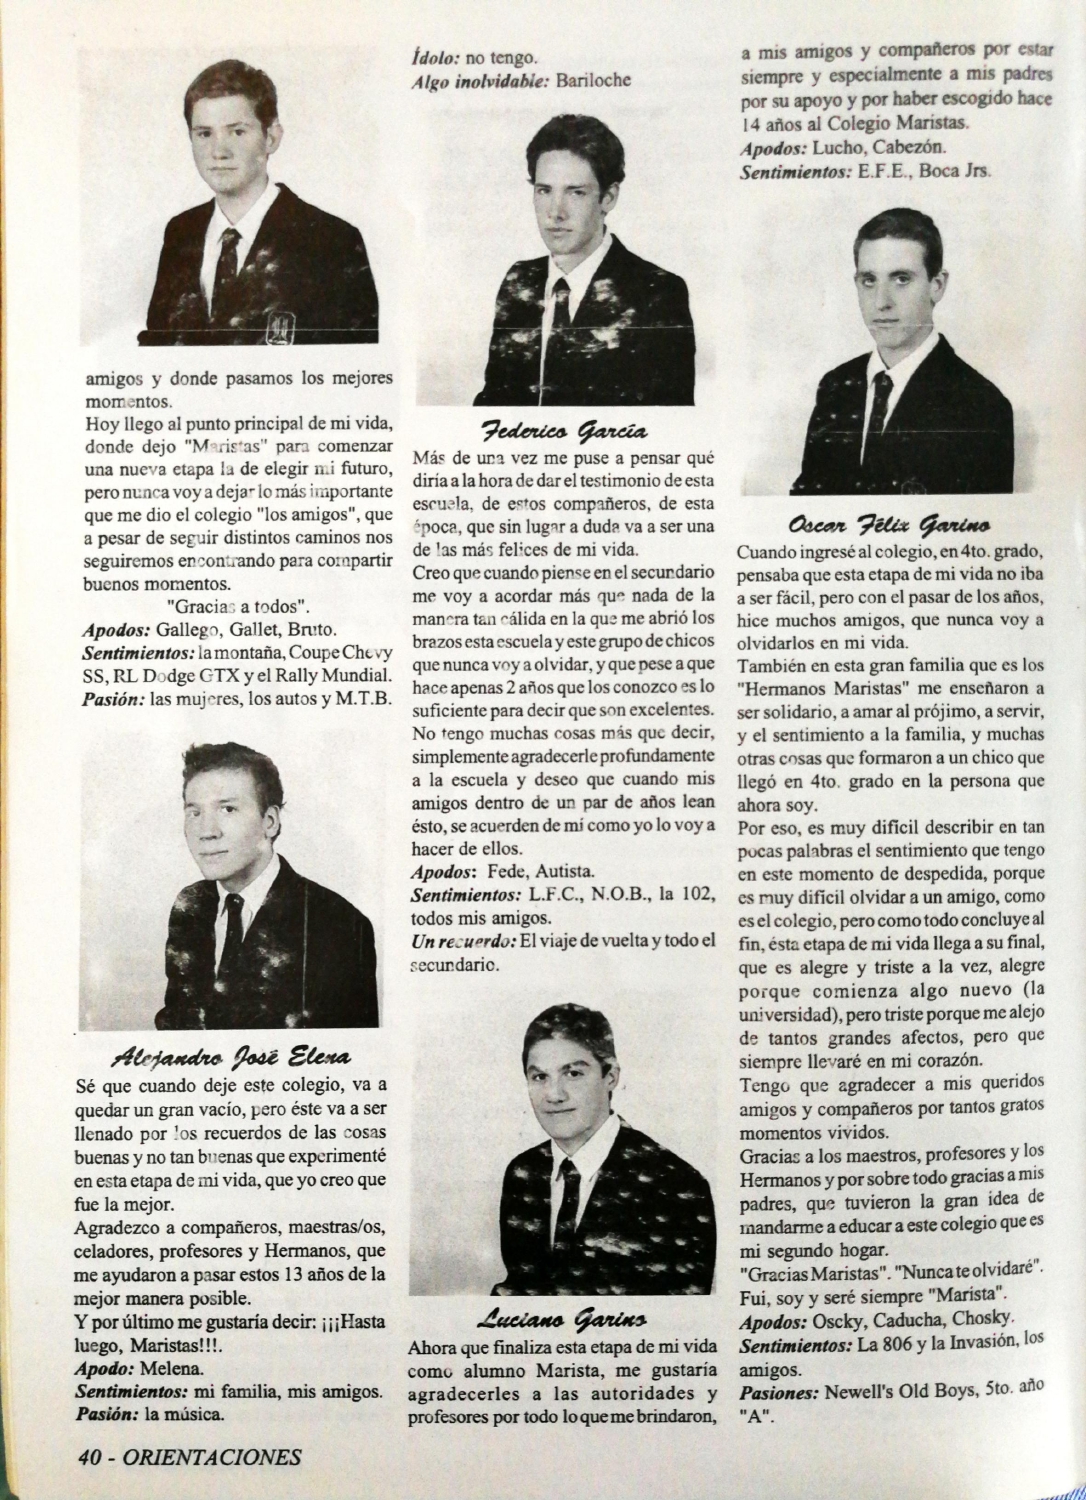 amigos y donde pasamos los mejores
momentos.
Hoy llego al punto principal de mi vida,
donde dejo "Maristas" para comenzar
una nueva etapa la de elegir mi futuro,
pero nunca voy a dejar lo más importante
que me dio el colegio "los amigos", que
a pesar de seguir distintos caminos nos
seguiremos encontrando para compartir
buenos momentos.
"Gracias a todos".
Apodos: Gallego, Gallet, Bruto.
Sentimientos: la montaña, Coupe Chevy
SS, RL Dodge GTX y el Rally Mundial.
Pasión: las mujeres, los autos y M.T.B.
Alejandro José Elena
Sé que cuando deje este colegio, va a
quedar un gran vacío, pero éste va a ser
llenado por los recuerdos de las cosas
buenas y no tan buenas que experimenté
en esta etapa de mi vida, que yo creo que
fue la mejor.
Agradezco a compañeros, maestras/os,
celadores, profesores y Hermanos, que
me ayudaron a pasar estos 13 años de la
mejor manera posible.
Y por último me gustaría decir: ¡¡¡Hasta
luego, Maristas!!!.
Apodo: Melena.
Sentimientos: mi familia, mis amigos.
Pasión: la música.
40 - ORIENTACIONES
Ídolo: no tengo.
Algo inolvidable: Bariloche
Federico García
Más de una vez me puse a pensar qué
diría a la hora de dar el testimonio de esta
escuela, de estos compañeros, de esta
época, que sin lugar a duda va a ser una
de las más felices de mi vida.
Creo que cuando piense en el secundario
me voy a acordar más que nada de la
manera tan cálida en la que me abrió los
brazos esta escuela y este grupo de chicos
que nunca voy a olvidar, y que pese a que
hace apenas 2 años que los conozco es lo
suficiente para decir que son excelentes.
No tengo muchas cosas más que decir,
simplemente agradecerle profundamente
a la escuela y deseo que cuando mis
amigos dentro de un par de años lean
ésto, se acuerden de mí como yo lo voy a
hacer de ellos.
Apodos: Fede, Autista.
Sentimientos: L.F.C., N.O.B., la 102,
todos mis amigos.
Un recuerdo: El viaje de vuelta y todo el
secundario.
Luciano Garino
Ahora que finaliza esta etapa de mi vida
como alumno Marista, me gustaría
agradecerles a las autoridades y
profesores por todo lo que me brindaron,
a mis amigos y compañeros por estar
siempre y especialmente a mis padres
por su apoyo y por haber escogido hace
14 años al Colegio Maristas.
Apodos: Lucho, Cabezón.
Sentimientos: E.F.E., Boca Jrs.
Oscar Félix Garino
Cuando ingresé al colegio, en 4to. grado,
pensaba que esta etapa de mi vida no iba
a ser fácil, pero con el pasar de los años,
hice muchos amigos, que nunca voy a
olvidarlos en mi vida.
También en esta gran familia que es los
"Hermanos Maristas" me enseñaron a
ser solidario, a amar al prójimo, a servir,
y el sentimiento a la familia, y muchas
otras cosas que formaron a un chico que
llegó en 4to. grado en la persona que
ahora soy.
Por eso, es muy difícil describir en tan
pocas palabras el sentimiento que tengo
en este momento de despedida, porque
es muy difícil olvidar a un amigo, como
es el colegio, pero como todo concluye al
fin, ésta etapa de mi vida llega a su final,
que es alegre y triste a la vez, alegre
porque comienza algo nuevo (la
universidad), pero triste porque me alejo
de tantos grandes afectos, pero que
siempre llevaré en mi corazón.
Tengo que agradecer a mis queridos
amigos y compañeros por tantos gratos
momentos vividos.
Gracias a los maestros, profesores y los
Hermanos y por sobre todo gracias a mis
padres, que tuvieron la gran idea de
mandarme a educar a este colegio que es
mi segundo hogar.
"Gracias Maristas". "Nunca te olvidaré".
Fui, soy y seré siempre "Marista".
Apodos: Oscky, Caducha, Chosky.
Sentimientos: La 806 y la Invasión, los
amigos.
Pasiones: Newell's Old Boys, 5to. año
"A".